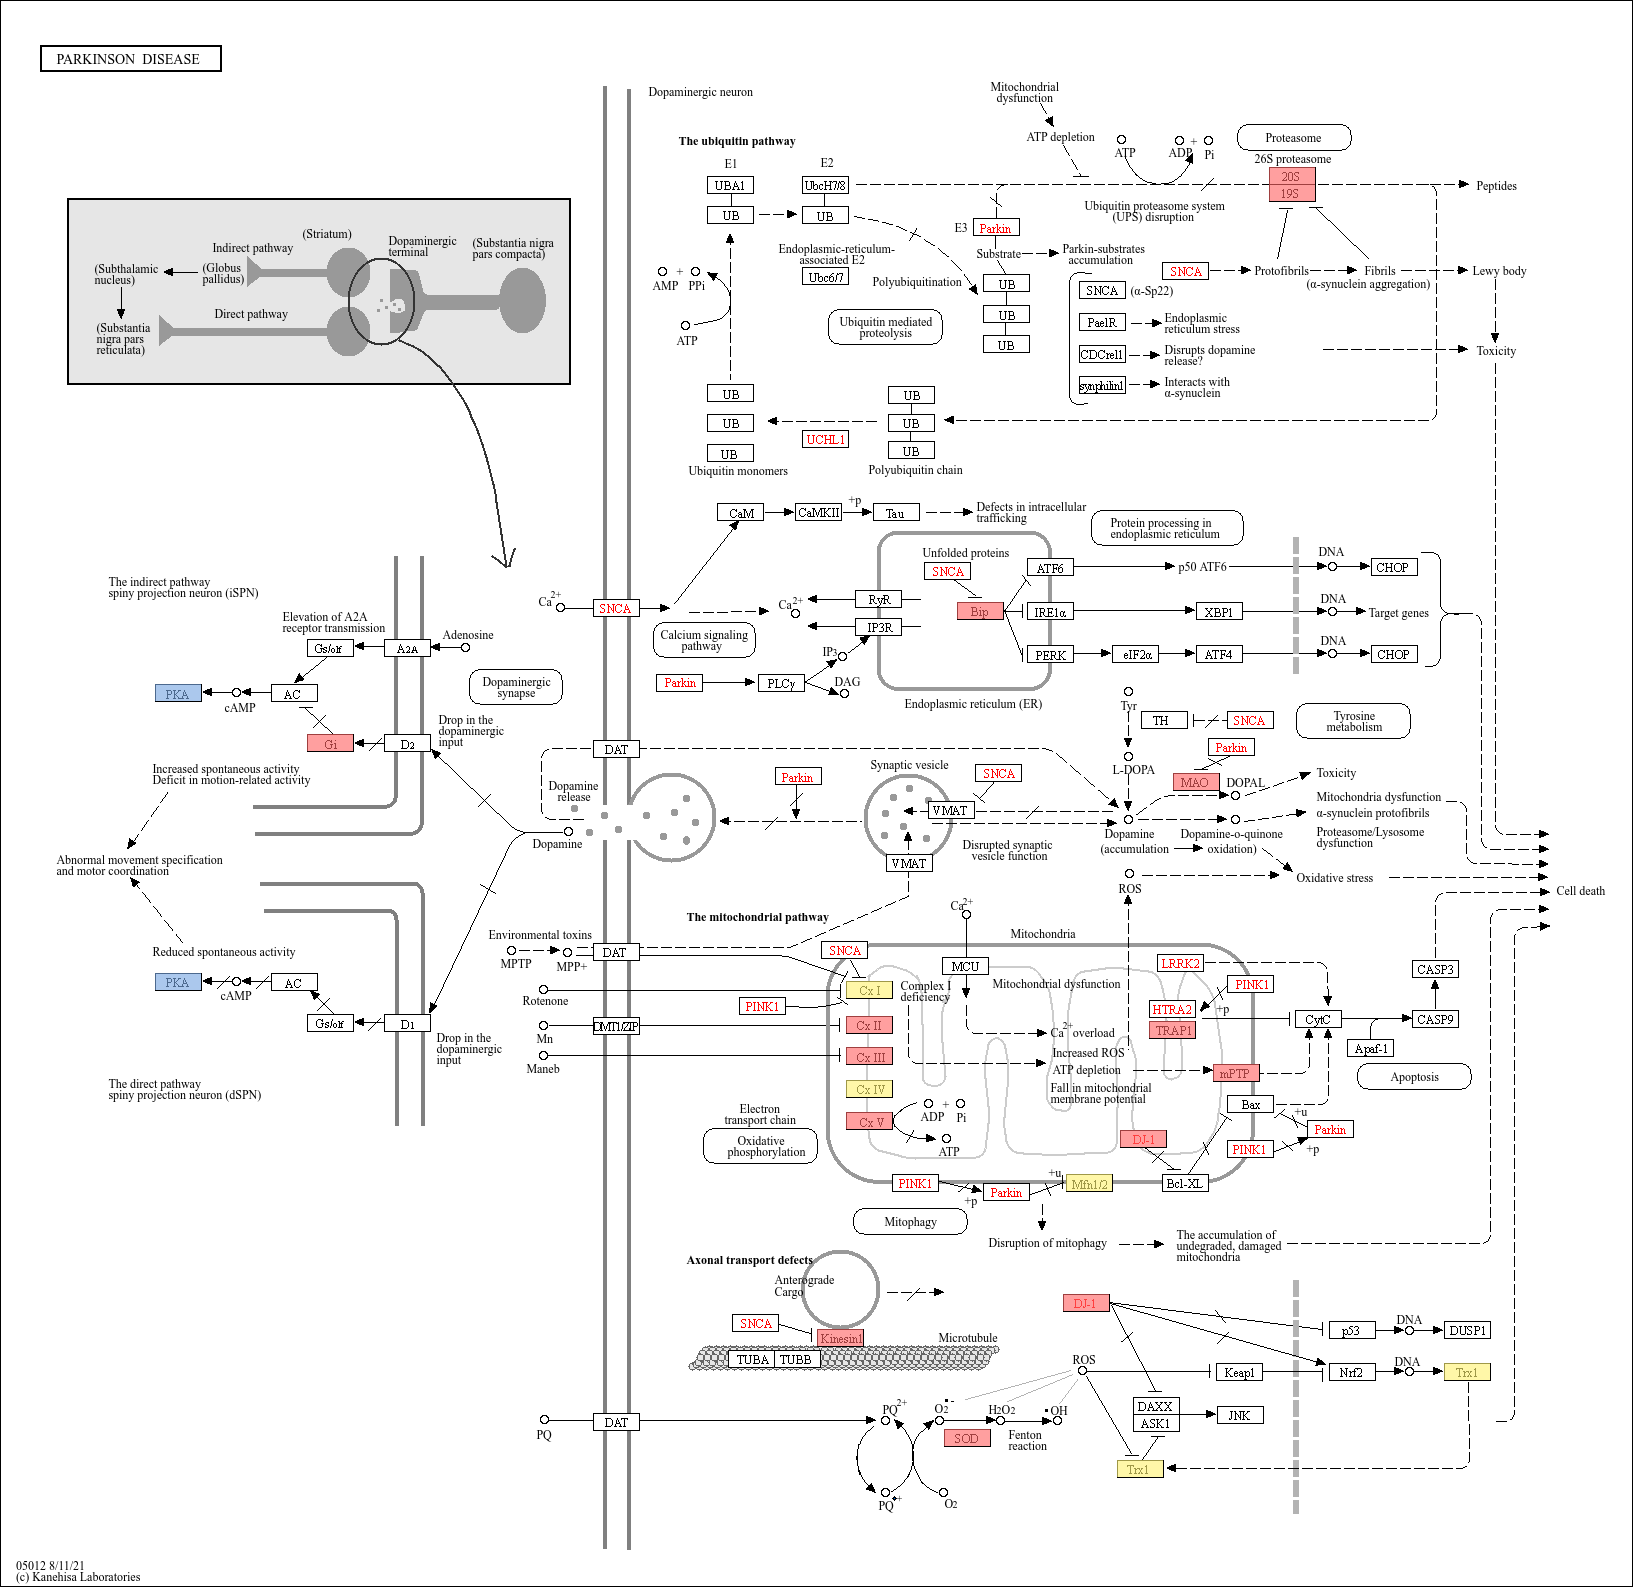 PARKINSON DISEASE
Dopaminergic neuron
Mitochondrial
dysfunction
ATP depletion
ATP
ADP
+
Pi
Proteasome
26S proteasome
20S
19S
Peptides
The ubiquitin pathway
E1
E2
UBA1
UbcH7/8
UB
UB
Ubiquitin proteasome system
(UPS) disruption
E3
Parkin
Substrate
Parkin-substrates
accumulation
Endoplasmic-reticulum-
associated E2
Ubc6/7
Polyubiquitination
UB
UB
UB
AMP
+
PPi
ATP
Ubiquitin mediated
proteolysis
SNCA
Protofibrils
Fibrils
(α-synuclein aggregation)
Lewy body
SNCA
(α-Sp22)
PaelR
Endoplasmic
reticulum stress
CDCrel1
Disrupts dopamine
release?
synphilin1
Interacts with
α-synuclein
Toxicity
UB
UB
UB
Ubiquitin monomers
UCHL1
UB
UB
UB
Polyubiquitin chain
(Striatum)
Indirect pathway
(Subthalamic
nucleus)
(Globus
pallidus)
Dopaminergic
terminal
(Substantia nigra
pars compacta)
Direct pathway
(Substantia
nigra pars
reticulata)
CaM
CaMKII
+p
Tau
Defects in intracellular
trafficking
Protein processing in
endoplasmic reticulum
Unfolded proteins
SNCA
Bip
ATF6
p50 ATF6
DNA
CHOP
IRE1α
XBP1
DNA
Target genes
PERK
eIF2α
ATF4
DNA
CHOP
RyR
IP3R
Endoplasmic reticulum (ER)
Ca2+
SNCA
Ca2+
Calcium signaling
pathway
Parkin
PLCγ
IP3
DAG
The indirect pathway
spiny projection neuron (iSPN)
Elevation of A2A
receptor transmission
Gs/olf
A2A
Adenosine
PKA
cAMP
AC
Gi
D2
Drop in the
dopaminergic
input
Dopaminergic
synapse
Increased spontaneous activity
Deficit in motion-related activity
Abnormal movement specification
and motor coordination
Reduced spontaneous activity
PKA
cAMP
AC
Gs/olf
D1
Drop in the
dopaminergic
input
The direct pathway
spiny projection neuron (dSPN)
DAT
Dopamine
release
Dopamine
Parkin
Synaptic vesicle
VMAT
SNCA
VMAT
Disrupted synaptic
vesicle function
Tyr
TH
SNCA
Tyrosine
metabolism
L-DOPA
Parkin
MAO
DOPAL
Toxicity
Dopamine
(accumulation
Dopamine-o-quinone
oxidation)
Mitochondria dysfunction
α-synuclein protofibrils
Proteasome/Lysosome
dysfunction
ROS
Oxidative stress
Cell death
The mitochondrial pathway
Environmental toxins
MPTP
MPP+
DAT
Rotenone
Mn
DMT1/ZIP
Maneb
Ca2+
MCU
Mitochondria
SNCA
PINK1
Cx I
Cx II
Cx III
Cx IV
Cx V
Complex I
deficiency
Mitochondrial dysfunction
Ca2+ overload
Increased ROS
ATP depletion
Fall in mitochondrial
membrane potential
ADP
+
Pi
ATP
Electron
transport chain
Oxidative
phosphorylation
LRRK2
PINK1
+p
HTRA2
TRAP1
CytC
CASP3
CASP9
Apaf-1
Apoptosis
mPTP
Bax
+u
Parkin
+p
PINK1
DJ-1
Bcl-XL
PINK1
+p
Parkin
+u
Mfn1/2
Mitophagy
Disruption of mitophagy
The accumulation of
undegraded, damaged
mitochondria
Axonal transport defects
Anterograde
Cargo
SNCA
Kinesin1
Microtubule
TUBA
TUBB
DJ-1
p53
DNA
DUSP1
ROS
Keap1
Nrf2
DNA
Trx1
DAXX
ASK1
JNK
Trx1
PQ
DAT
PQ2+
O2•-
H2O2
•OH
SOD
Fenton
reaction
PQ•+
O2
05012 8/11/21
(c) Kanehisa Laboratories